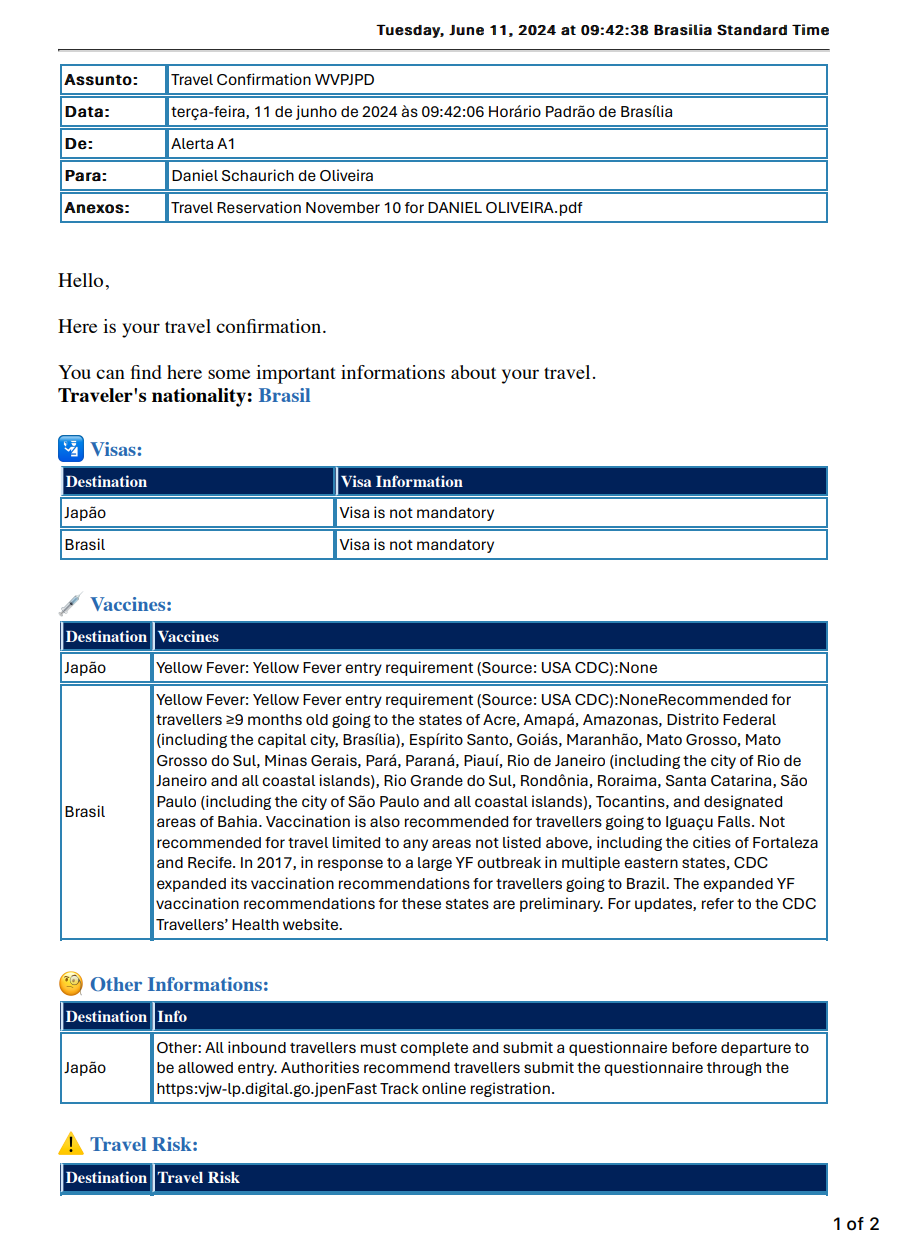 Tuesday, June 11, 2024 at 09:42:38 Brasilia Standard Time
Assunto: Travel Confirmation WVPJPD
Data: terça-feira, 11 de junho de 2024 às 09:42:06 Horário Padrão de Brasília
De: Alerta A1
Para: Daniel Schaurich de Oliveira
Anexos: Travel Reservation November 10 for DANIEL OLIVEIRA.pdf
Hello,
Here is your travel confirmation.
You can find here some important informations about your travel.
Traveler's nationality: Brasil
Visas:
Destination Visa Information
Japão Visa is not mandatory
Brasil Visa is not mandatory
Vaccines:
Destination Vaccines
Japão Yellow Fever: Yellow Fever entry requirement (Source: USA CDC):None
Yellow Fever: Yellow Fever entry requirement (Source: USA CDC):NoneRecommended for
travellers ≥9 months old going to the states of Acre, Amapá, Amazonas, Distrito Federal
(including the capital city, Brasília), Espírito Santo, Goiás, Maranhão, Mato Grosso, Mato
Grosso do Sul, Minas Gerais, Pará, Paraná, Piauí, Rio de Janeiro (including the city of Rio de
Janeiro and all coastal islands), Rio Grande do Sul, Rondônia, Roraima, Santa Catarina, São
Brasil Paulo (including the city of São Paulo and all coastal islands), Tocantins, and designated
areas of Bahia. Vaccination is also recommended for travellers going to Iguaçu Falls. Not
recommended for travel limited to any areas not listed above, including the cities of Fortaleza
and Recife. In 2017, in response to a large YF outbreak in multiple eastern states, CDC
expanded its vaccination recommendations for travellers going to Brazil. The expanded YF
vaccination recommendations for these states are preliminary. For updates, refer to the CDC
Travellers’ Health website.
Other Informations:
Destination Info
Other: All inbound travellers must complete and submit a questionnaire before departure to
Japão be allowed entry. Authorities recommend travellers submit the questionnaire through the
https:vjw-lp.digital.go.jpenFast Track online registration.
Travel Risk:
Destination Travel Risk
1 of 2